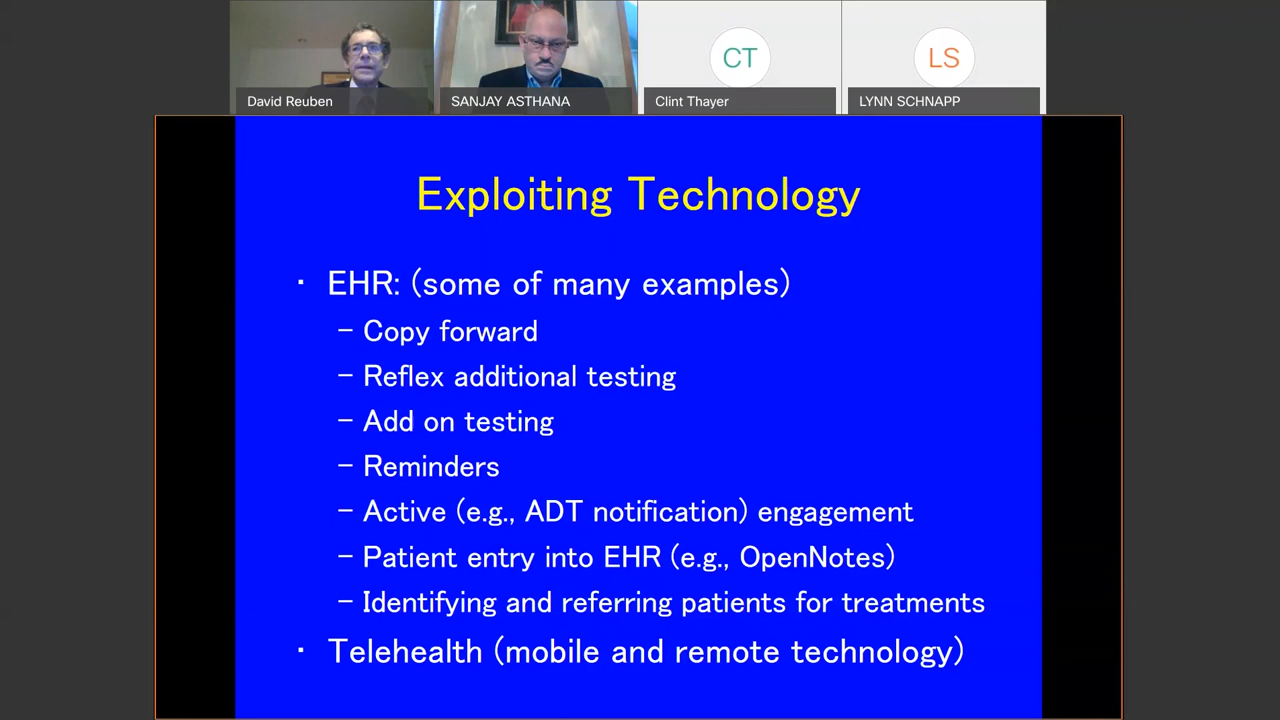 David Reuben
SANJAY ASTHANA
CT
Clint Thayer
LS
LYNN SCHNAPP
Exploiting Technology
· EHR: (some of many examples)
– Copy forward
– Reflex additional testing
– Add on testing
– Reminders
– Active (e.g., ADT notification) engagement
– Patient entry into EHR (e.g., OpenNotes)
– Identifying and referring patients for treatments
· Telehealth (mobile and remote technology)